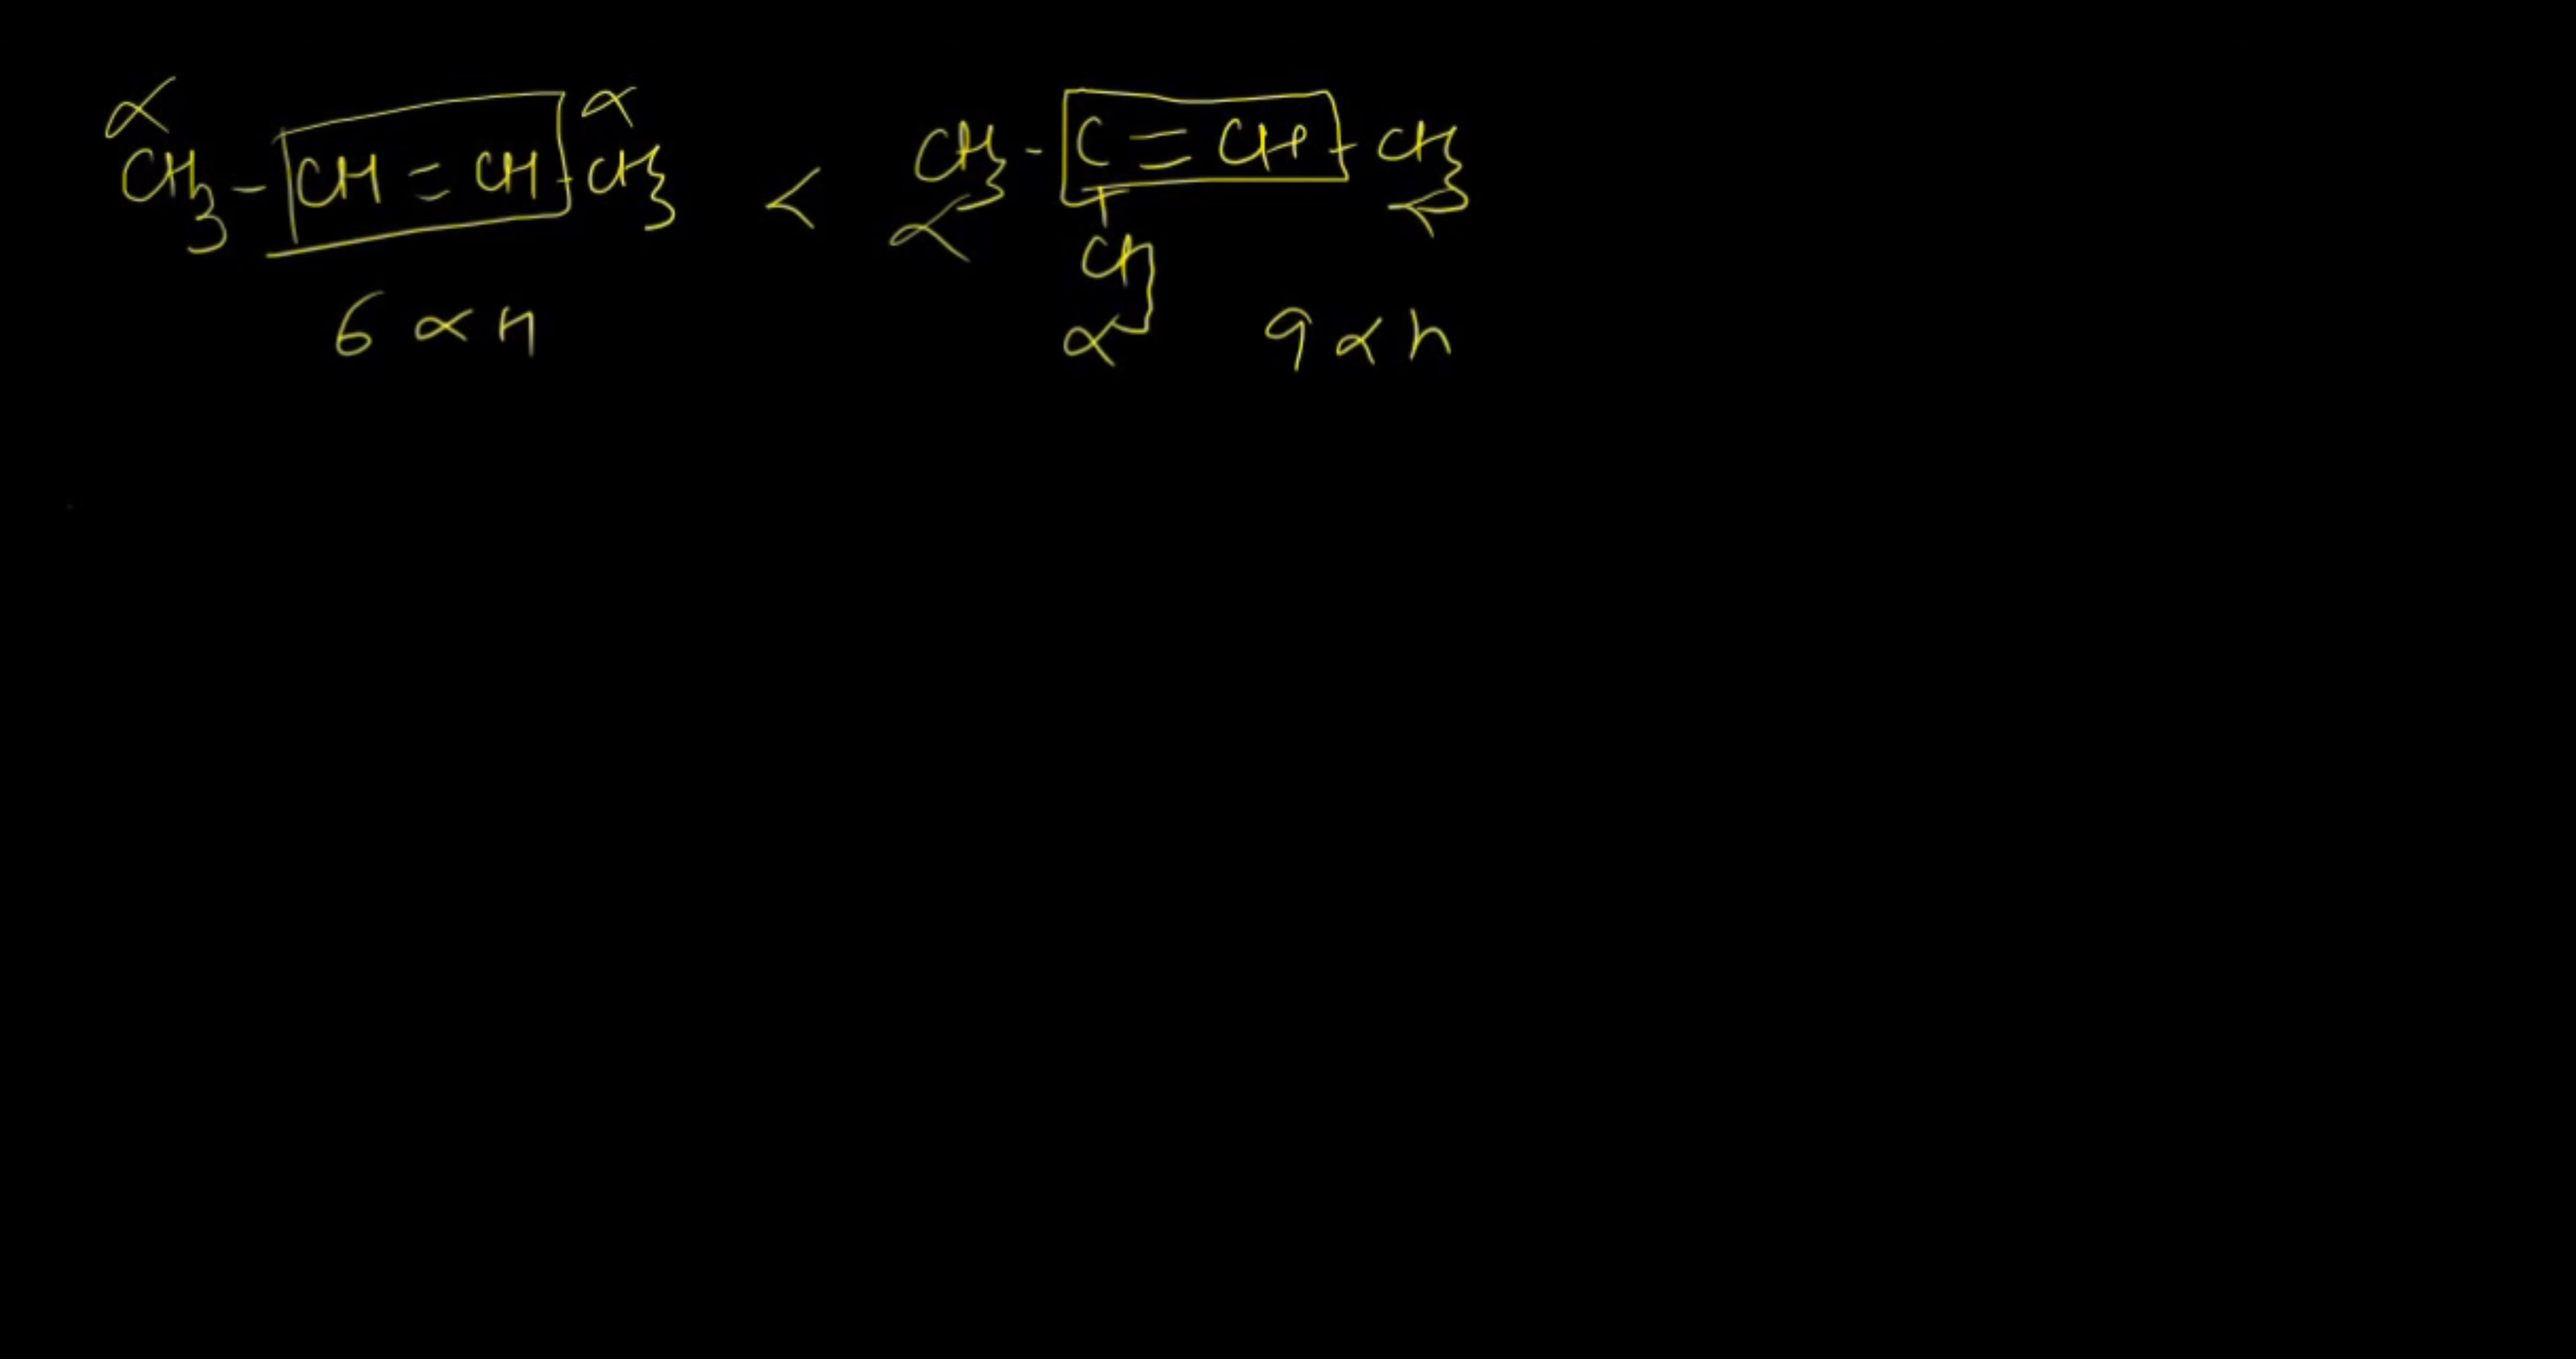 α α
CH3 - CH = CH - CH3 < CH3 - C = CH - CH3
α α
CH3
6 α H α 9 α h